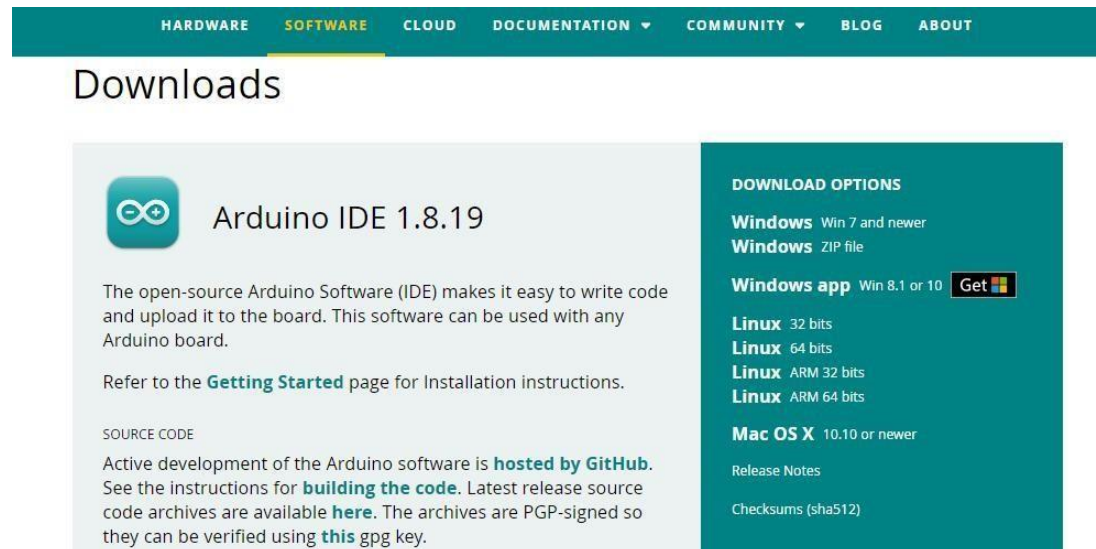 HARDWARE SOFTWARE CLOUD DOCUMENTATION COMMUNITY BLOG ABOUT
Downloads
Arduino IDE 1.8.19
The open-source Arduino Software (IDE) makes it easy to write code
and upload it to the board. This software can be used with any
Arduino board.
Refer to the Getting Started page for Installation instructions.
SOURCE CODE
Active development of the Arduino software is hosted by GitHub.
See the instructions for building the code. Latest release source
code archives are available here. The archives are PGP-signed so
they can be verified using this gpg key.
DOWNLOAD OPTIONS
Windows Win 7 and newer
Windows ZIP file
Windows app Win 8.1 or 10 Get
Linux 32 bits
Linux 64 bits
Linux ARM 32 bits
Linux ARM 64 bits
Mac OS X 10.10 or newer
Release Notes
Checksums (sha512)